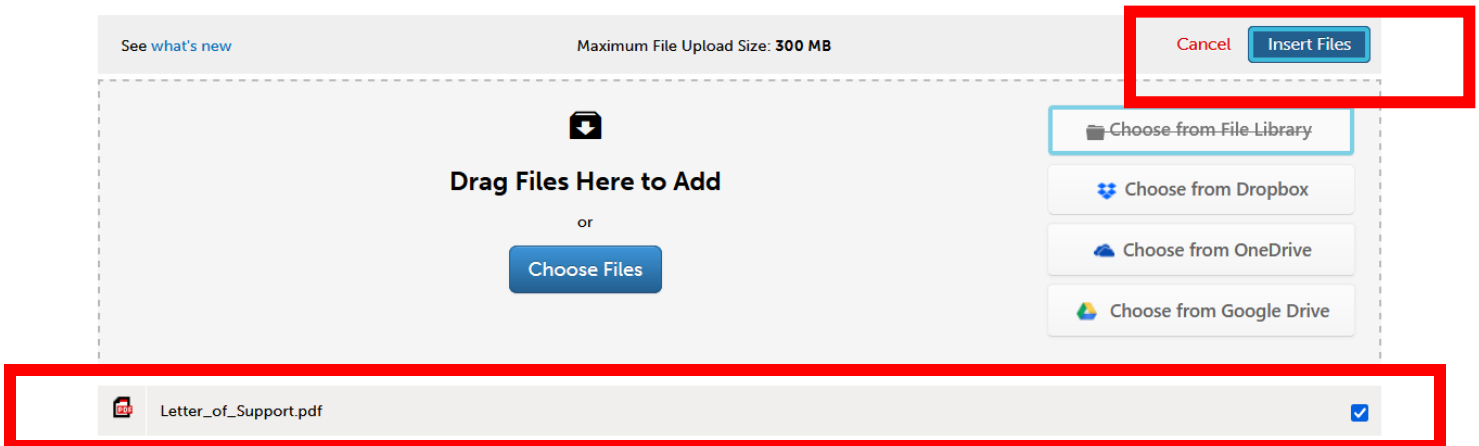 See what's new
Maximum File Upload Size: 300 MB
Cancel
Insert Files
Drag Files Here to Add
or
Choose Files
Choose from File Library
Choose from Dropbox
Choose from OneDrive
Choose from Google Drive
PDF
Letter_of_Support.pdf